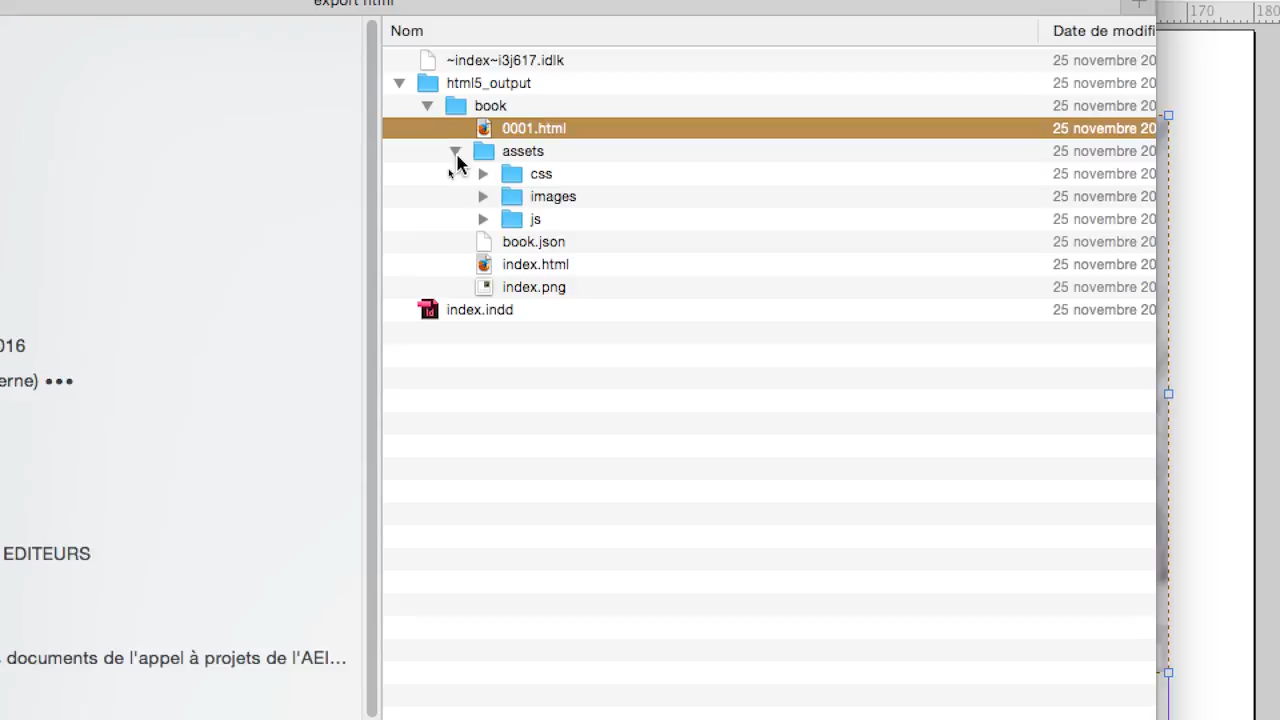 export html
170
180
Nom
Date de modifi
~index~i3j617.idlk
25 novembre 20
html5_output
25 novembre 20
book
25 novembre 20
0001.html
25 novembre 20
assets
25 novembre 20
css
25 novembre 20
images
25 novembre 20
js
25 novembre 20
book.json
25 novembre 20
index.html
25 novembre 20
index.png
25 novembre 20
index.indd
25 novembre 20
016
erne) •••
EDITEURS
documents de l'appel à projets de l'AEI...